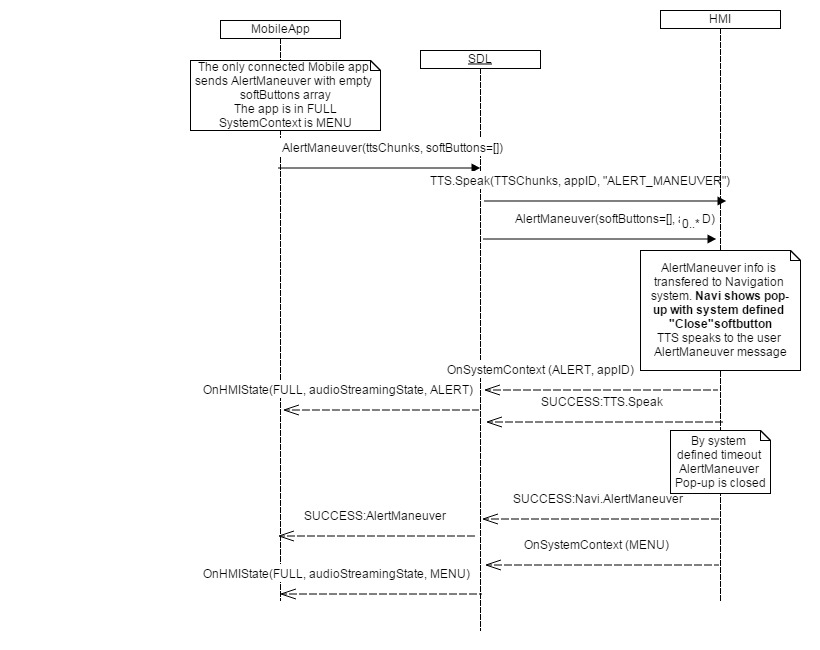 MobileApp
SDL
HMI
The only connected Mobile app
sends AlertManeuver with empty
softButtons array
The app is in FULL
SystemContext is MENU
AlertManeuver(ttsChunks, softButtons=[])
TTS.Speak(TTSChunks, appID, "ALERT_MANEUVER")
AlertManeuver(softButtons=[], 0..* D)
AlertManeuver info is
transfered to Navigation
system. Navi shows pop-
up with system defined
"Close"softbutton
TTS speaks to the user
AlertManeuver message
OnSystemContext (ALERT, appID)
OnHMIState(FULL, audioStreamingState, ALERT)
SUCCESS:TTS.Speak
By system
defined timeout
AlertManeuver
Pop-up is closed
SUCCESS:Navi.AlertManeuver
SUCCESS:AlertManeuver
OnSystemContext (MENU)
OnHMIState(FULL, audioStreamingState, MENU)